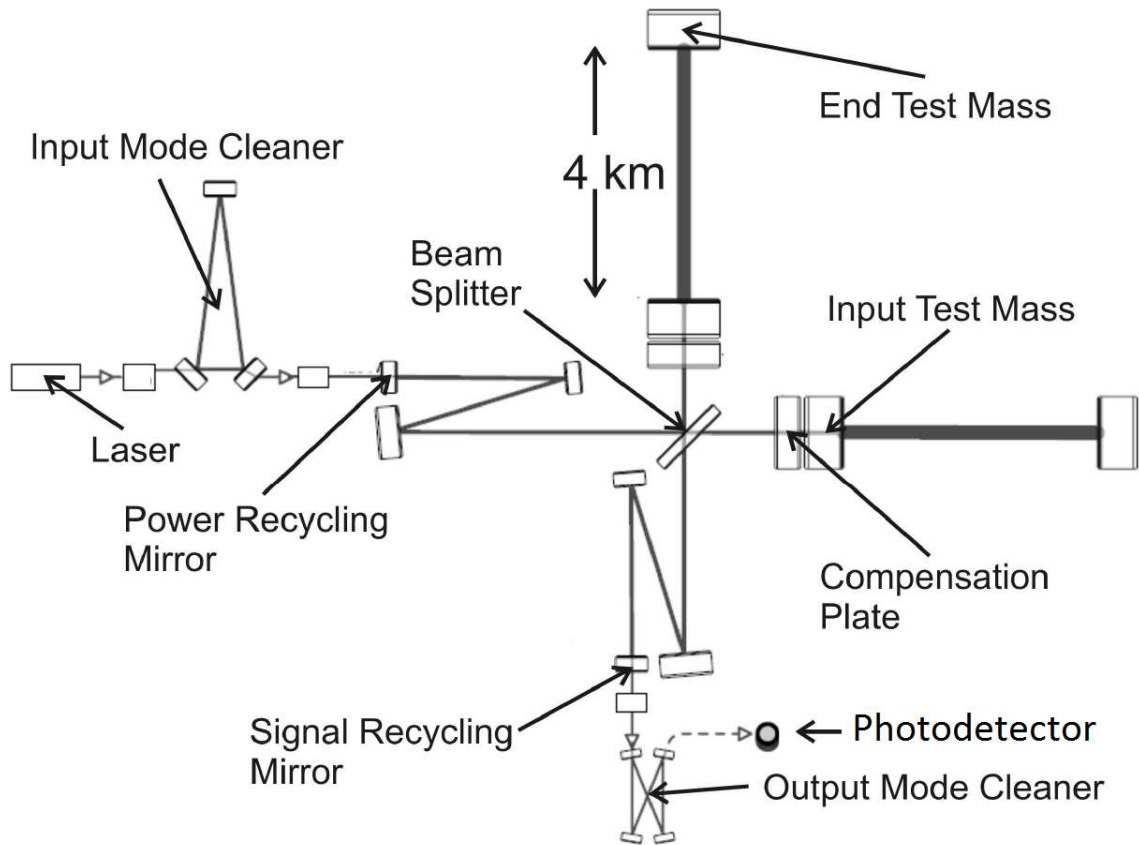 End Test Mass
Input Mode Cleaner
4 km
Beam
Splitter
Input Test Mass
Laser
Power Recycling
Mirror
Compensation
Plate
Signal Recycling
Mirror
Photodetector
Output Mode Cleaner